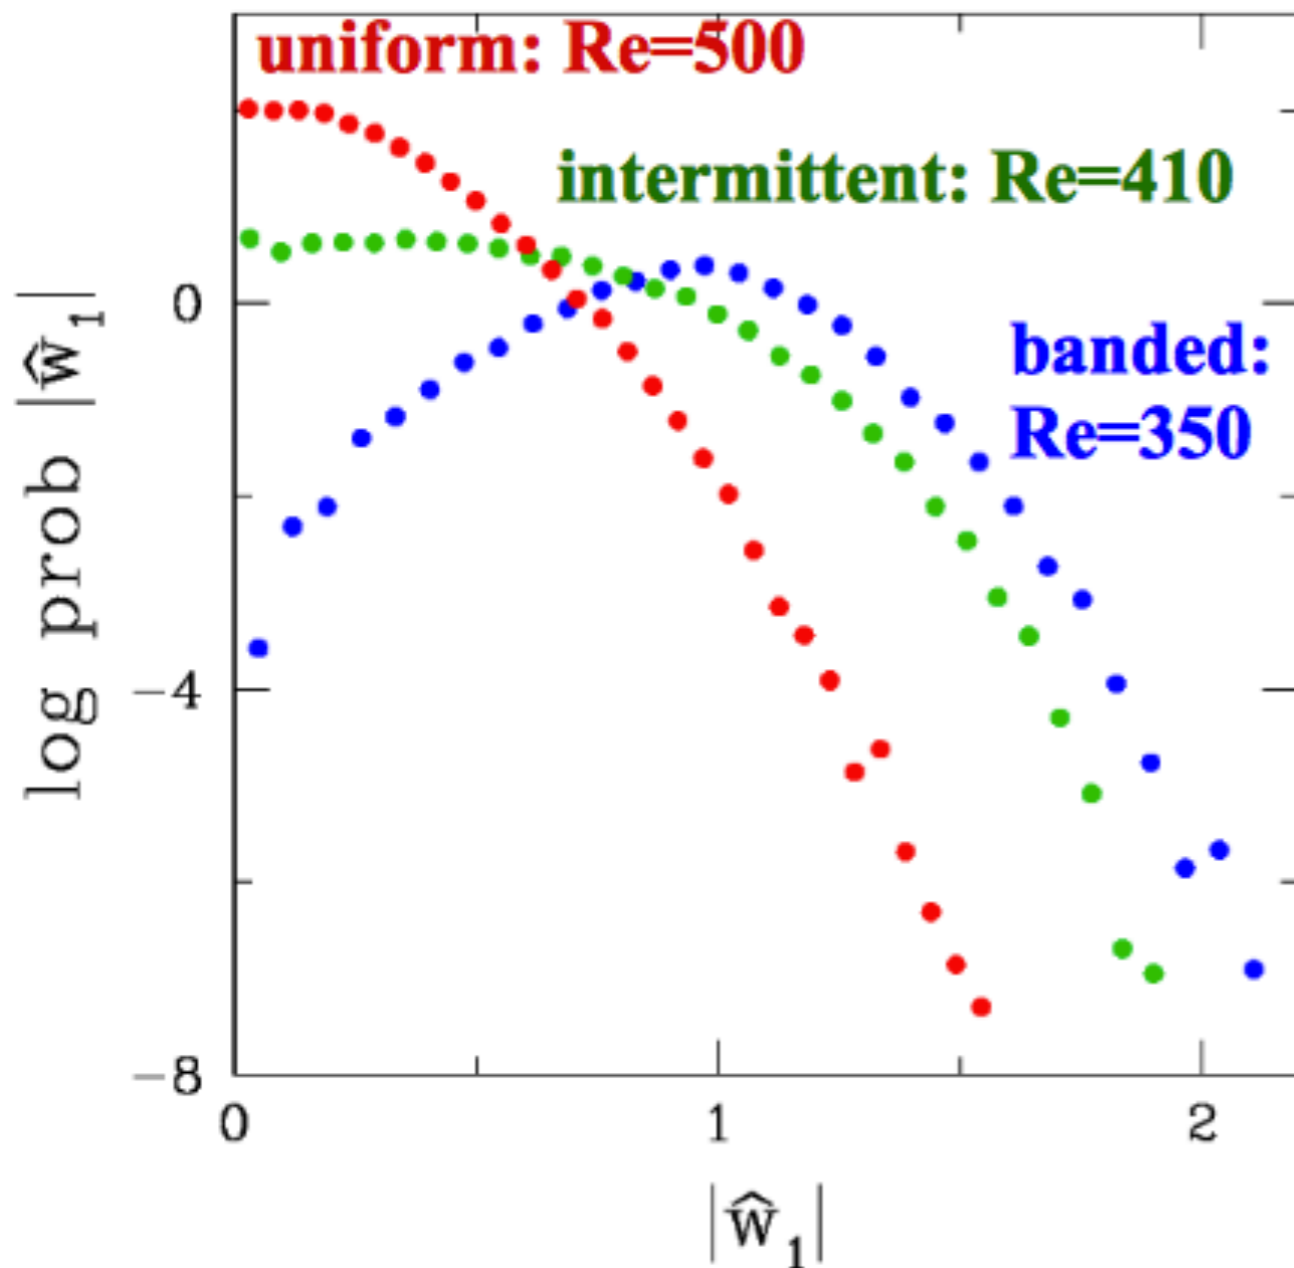 uniform: Re=500
intermittent: Re=410
banded:
Re=350
log prob |ŵ₁|
0
−4
−8
0
1
2
|ŵ₁|